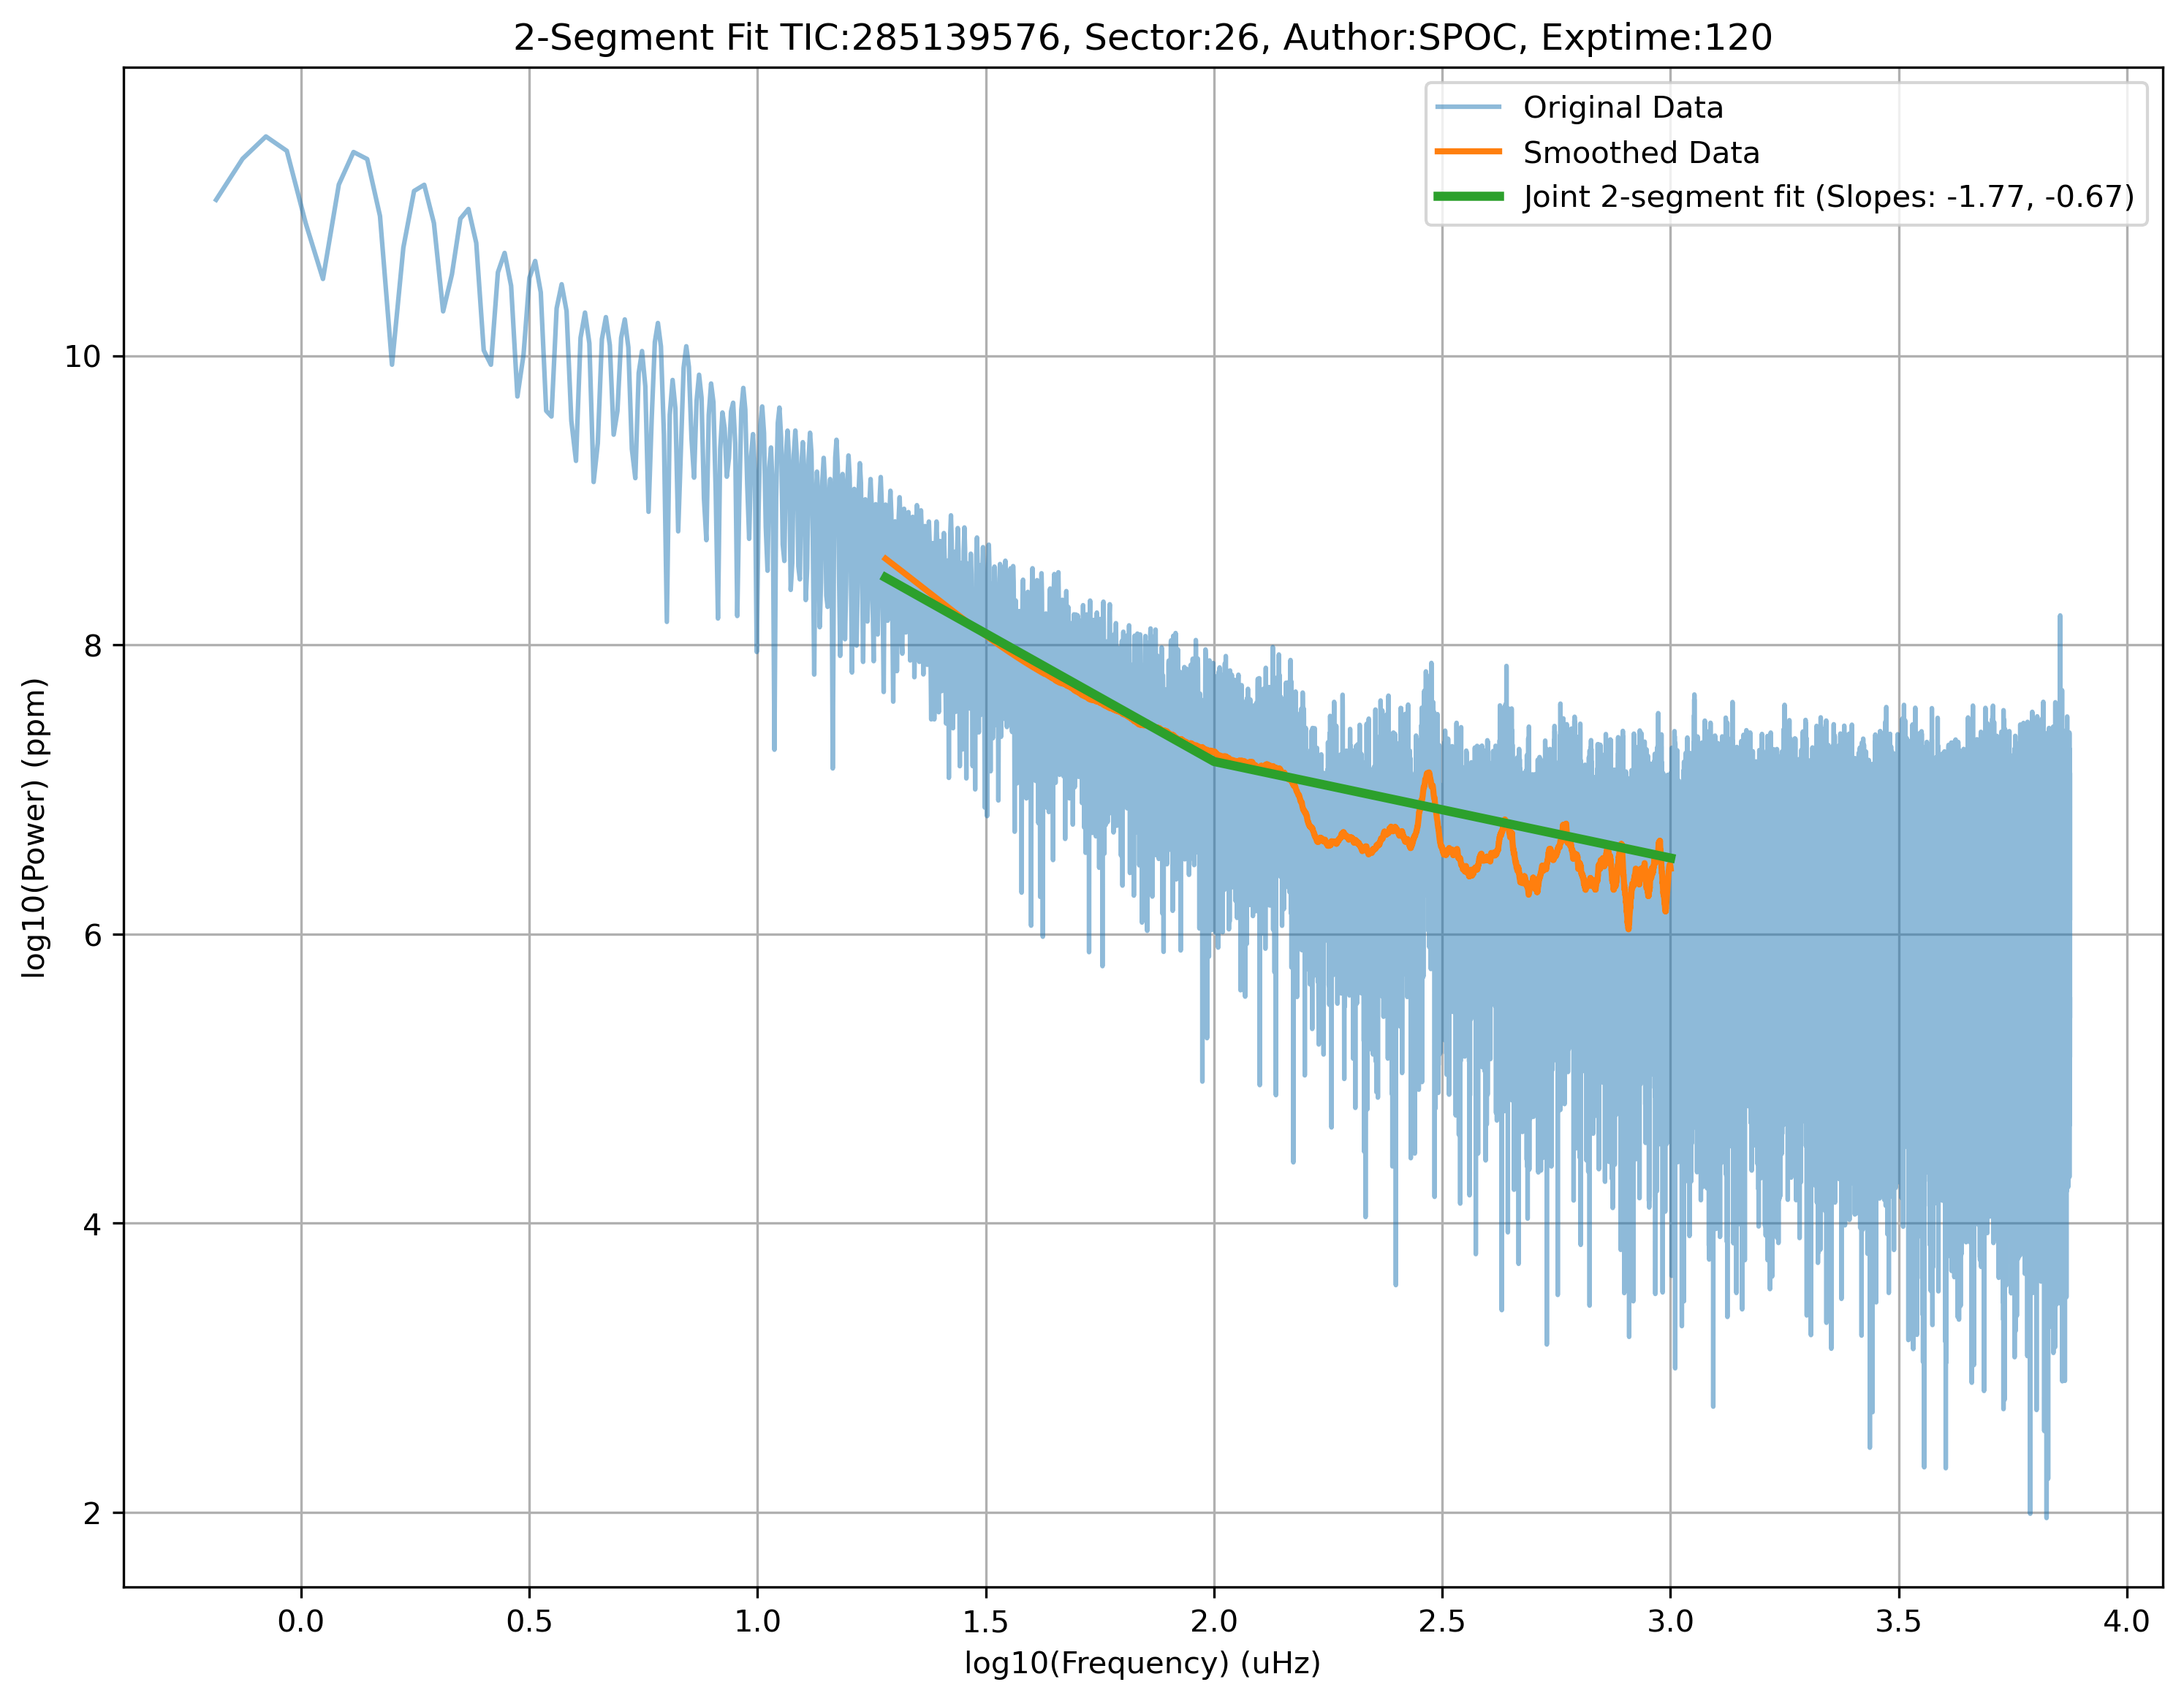 2-Segment Fit TIC:285139576, Sector:26, Author:SPOC, Exptime:120
Original Data
Smoothed Data
Joint 2-segment fit (Slopes: -1.77, -0.67)
log10(Power) (ppm)
10
8
6
4
2
0.0 0.5 1.0 1.5 2.0 2.5 3.0 3.5 4.0
log10(Frequency) (uHz)